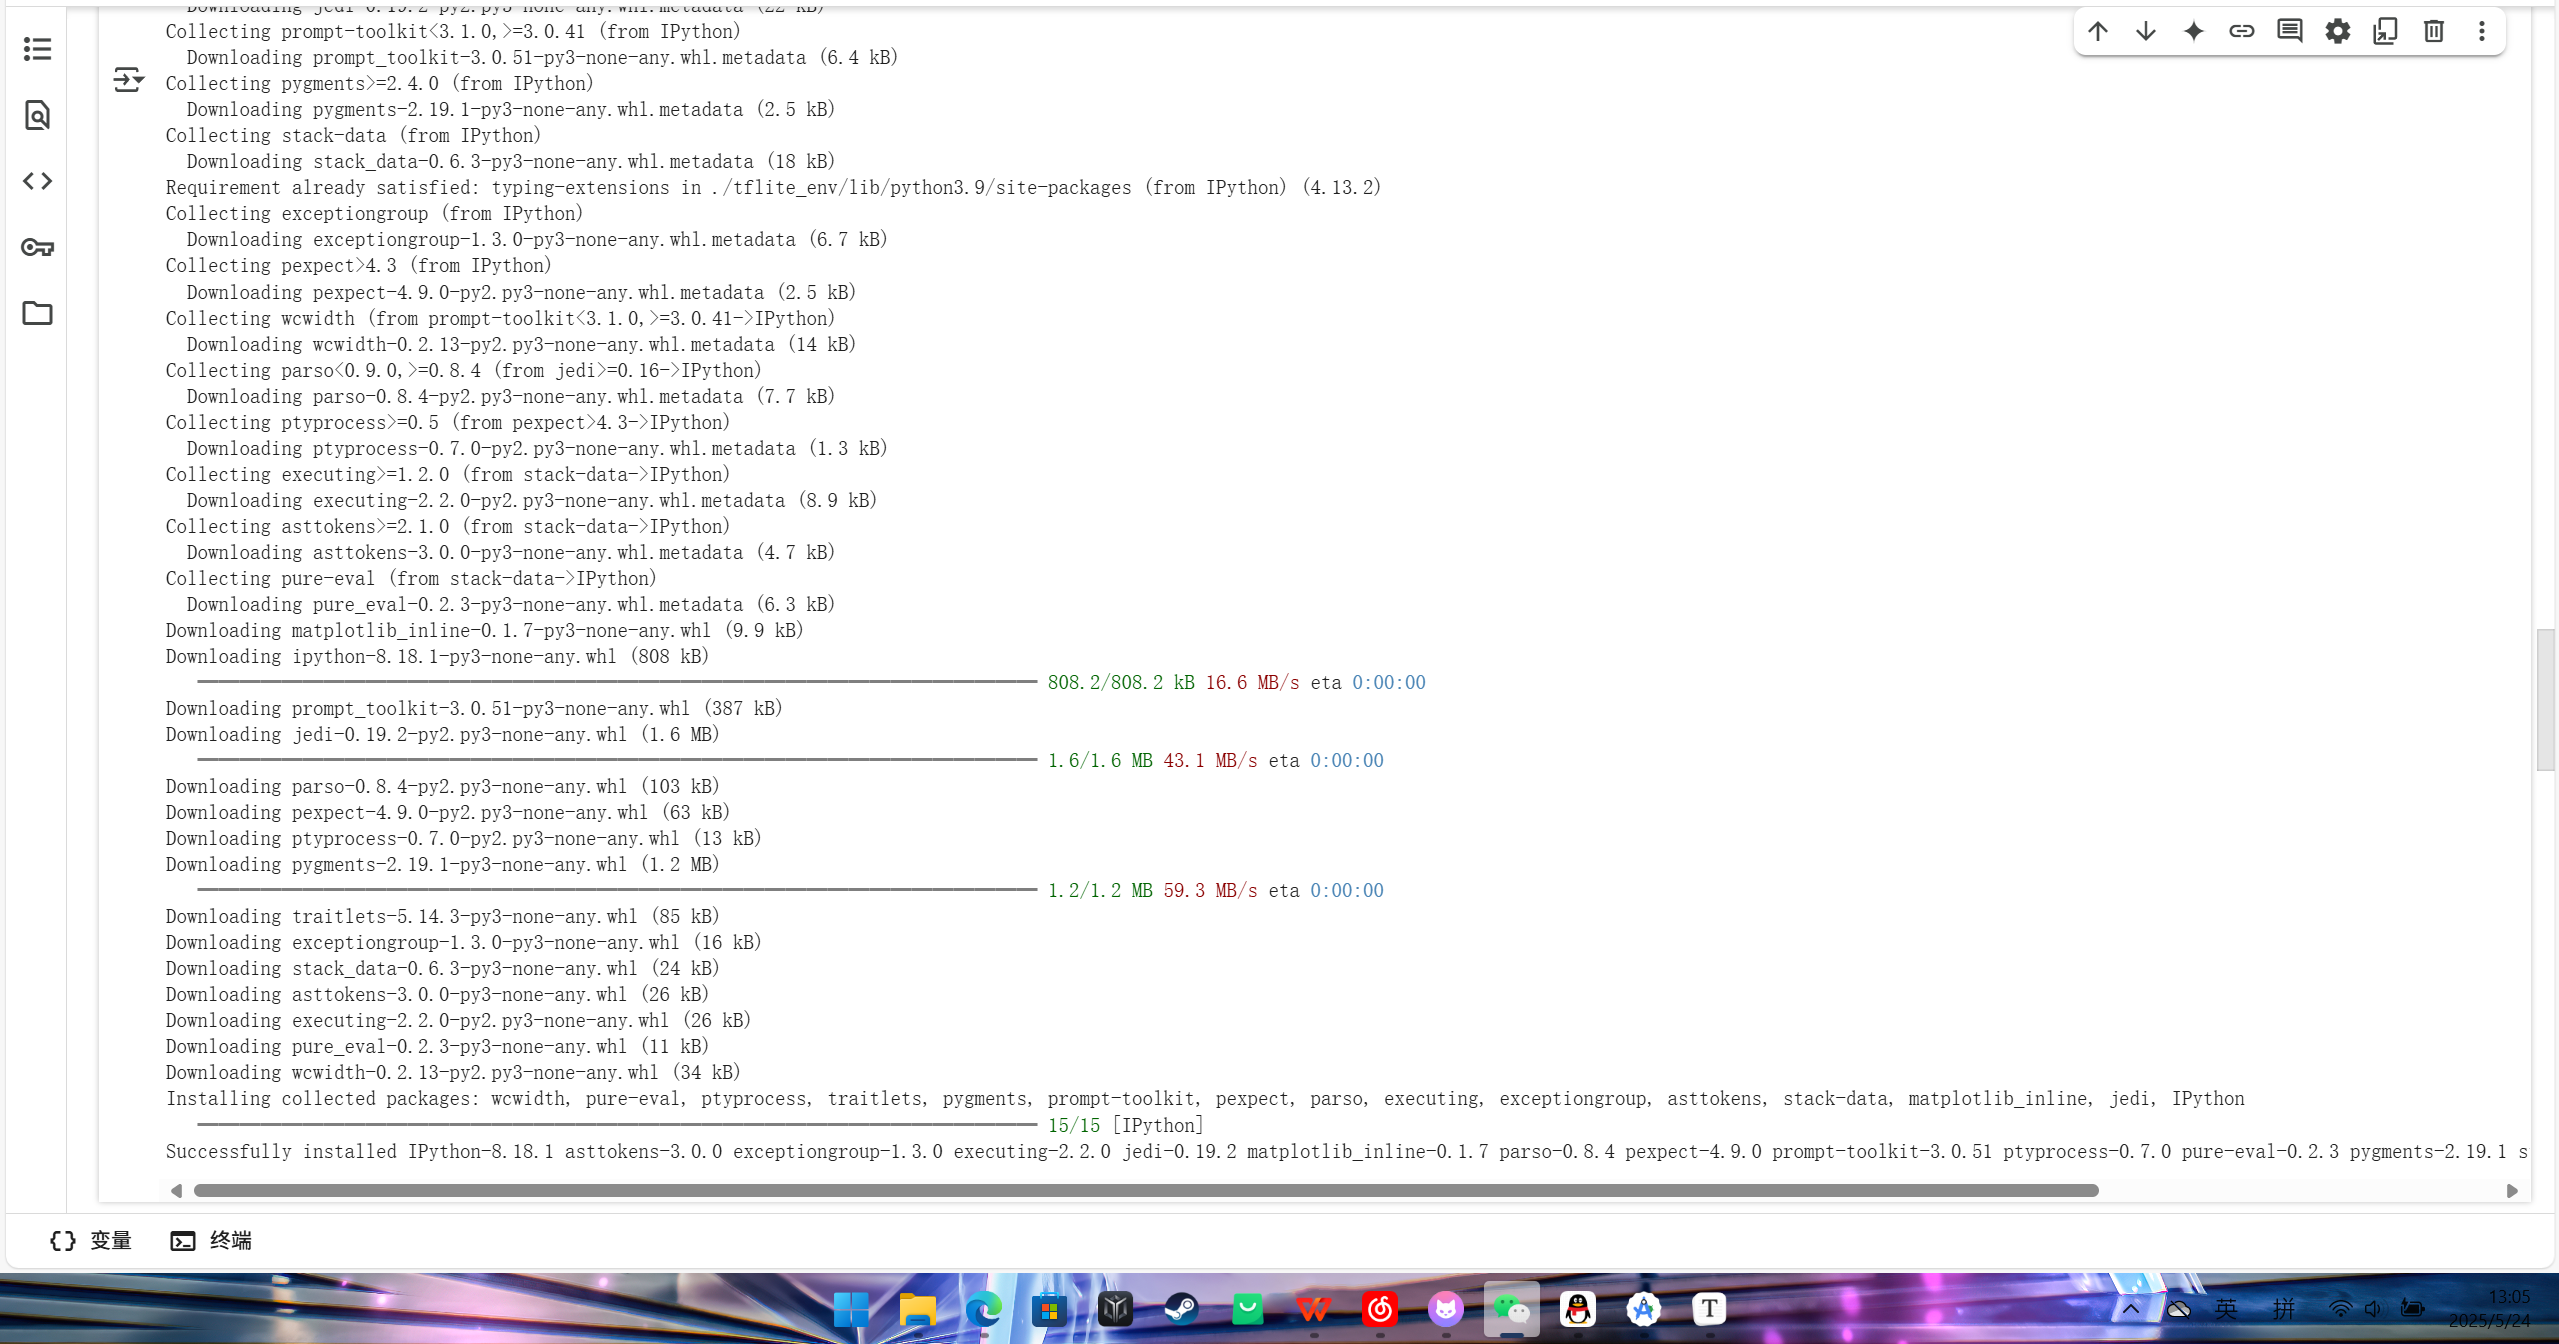 Downloading jedi-0.19.2-py2.py3-none-any.whl.metadata (22 kB)
Collecting prompt-toolkit<3.1.0,>=3.0.41 (from IPython)
Downloading prompt_toolkit-3.0.51-py3-none-any.whl.metadata (6.4 kB)
Collecting pygments>=2.4.0 (from IPython)
Downloading pygments-2.19.1-py3-none-any.whl.metadata (2.5 kB)
Collecting stack-data (from IPython)
Downloading stack_data-0.6.3-py3-none-any.whl.metadata (18 kB)
Requirement already satisfied: typing-extensions in ./tflite_env/lib/python3.9/site-packages (from IPython) (4.13.2)
Collecting exceptiongroup (from IPython)
Downloading exceptiongroup-1.3.0-py3-none-any.whl.metadata (6.7 kB)
Collecting pexpect>4.3 (from IPython)
Downloading pexpect-4.9.0-py2.py3-none-any.whl.metadata (2.5 kB)
Collecting wcwidth (from prompt-toolkit<3.1.0,>=3.0.41->IPython)
Downloading wcwidth-0.2.13-py2.py3-none-any.whl.metadata (14 kB)
Collecting parso<0.9.0,>=0.8.4 (from jedi>=0.16->IPython)
Downloading parso-0.8.4-py2.py3-none-any.whl.metadata (7.7 kB)
Collecting ptyprocess>=0.5 (from pexpect>4.3->IPython)
Downloading ptyprocess-0.7.0-py2.py3-none-any.whl.metadata (1.3 kB)
Collecting executing>=1.2.0 (from stack-data->IPython)
Downloading executing-2.2.0-py2.py3-none-any.whl.metadata (8.9 kB)
Collecting asttokens>=2.1.0 (from stack-data->IPython)
Downloading asttokens-3.0.0-py3-none-any.whl.metadata (4.7 kB)
Collecting pure-eval (from stack-data->IPython)
Downloading pure_eval-0.2.3-py3-none-any.whl.metadata (6.3 kB)
Downloading matplotlib_inline-0.1.7-py3-none-any.whl (9.9 kB)
Downloading ipython-8.18.1-py3-none-any.whl (808 kB)
808.2/808.2 kB 16.6 MB/s eta 0:00:00
Downloading prompt_toolkit-3.0.51-py3-none-any.whl (387 kB)
Downloading jedi-0.19.2-py2.py3-none-any.whl (1.6 MB)
1.6/1.6 MB 43.1 MB/s eta 0:00:00
Downloading parso-0.8.4-py2.py3-none-any.whl (103 kB)
Downloading pexpect-4.9.0-py2.py3-none-any.whl (63 kB)
Downloading ptyprocess-0.7.0-py2.py3-none-any.whl (13 kB)
Downloading pygments-2.19.1-py3-none-any.whl (1.2 MB)
1.2/1.2 MB 59.3 MB/s eta 0:00:00
Downloading traitlets-5.14.3-py3-none-any.whl (85 kB)
Downloading exceptiongroup-1.3.0-py3-none-any.whl (16 kB)
Downloading stack_data-0.6.3-py3-none-any.whl (24 kB)
Downloading asttokens-3.0.0-py3-none-any.whl (26 kB)
Downloading executing-2.2.0-py2.py3-none-any.whl (26 kB)
Downloading pure_eval-0.2.3-py3-none-any.whl (11 kB)
Downloading wcwidth-0.2.13-py2.py3-none-any.whl (34 kB)
Installing collected packages: wcwidth, pure-eval, ptyprocess, traitlets, pygments, prompt-toolkit, pexpect, parso, executing, exceptiongroup, asttokens, stack-data, matplotlib_inline, jedi, IPython
15/15 [IPython]
Successfully installed IPython-8.18.1 asttokens-3.0.0 exceptiongroup-1.3.0 executing-2.2.0 jedi-0.19.2 matplotlib_inline-0.1.7 parso-0.8.4 pexpect-4.9.0 prompt-toolkit-3.0.51 ptyprocess-0.7.0 pure-eval-0.2.3 pygments-2.19.1 s
变量 终端
英 拼 13:05
2025/5/24